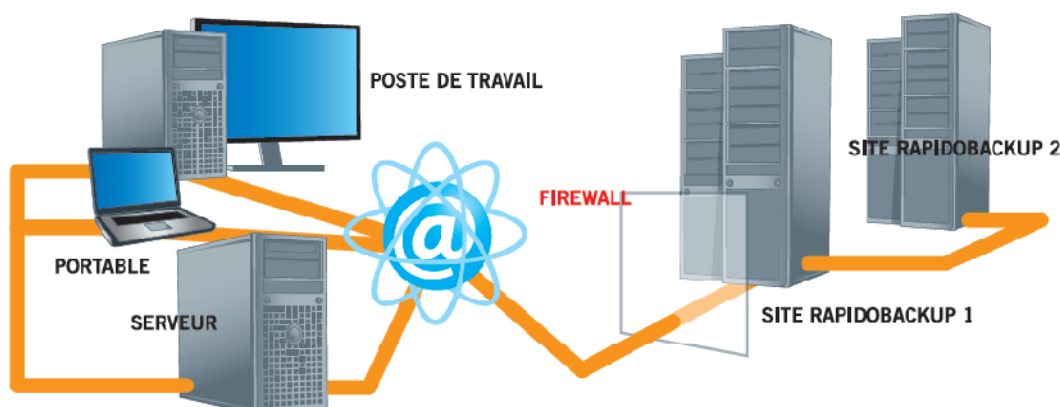 POSTE DE TRAVAIL
SITE RAPIDOBACKUP 2
FIREWALL
@
PORTABLE
SERVEUR
SITE RAPIDOBACKUP 1